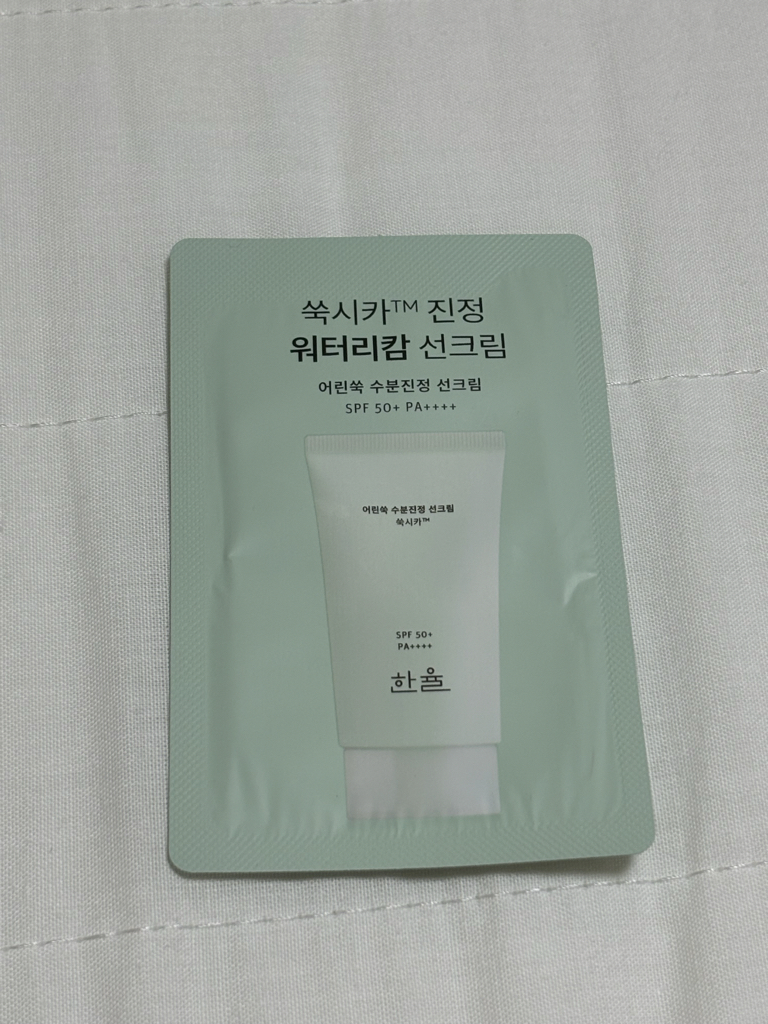 쑥시카™ 진정
워터리캄 선크림
어린쑥 수분진정 선크림
SPF 50+ PA++++
어린쑥 수분진정 선크림
쑥시카™
SPF 50+
PA++++
한율